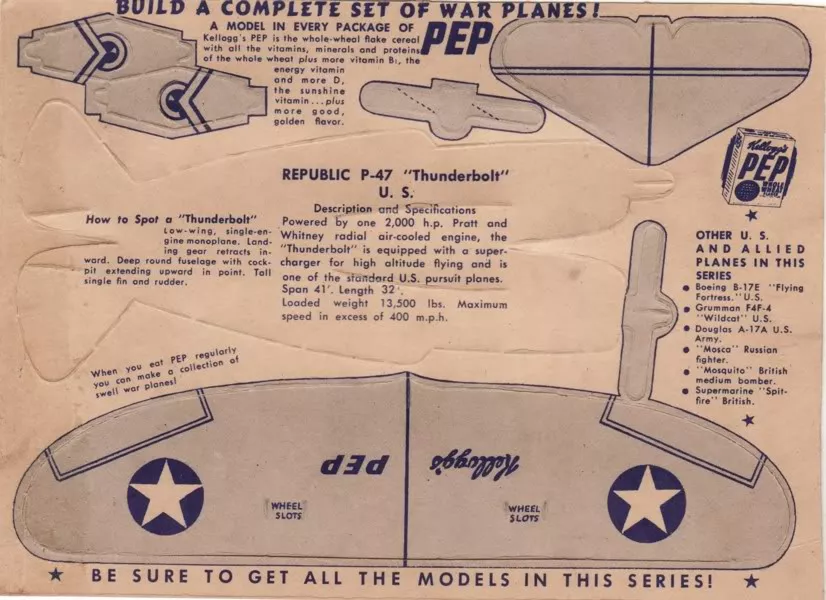 BUILD A COMPLETE SET OF WAR PLANES!
A MODEL IN EVERY PACKAGE OF
PEP
Kellogg's PEP is the whole-wheat flake cereal
with all the vitamins, minerals and proteins
of the whole wheat plus more vitamin B₁, the
energy vitamin
and more D,
the sunshine
vitamin...plus
more good,
golden flavor.
Kellogg's
PEP
WHOLE
WHEAT
REPUBLIC P-47 "Thunderbolt"
U. S.
Description and Specifications
Powered by one 2,000 h.p. Pratt and
Whitney radial air-cooled engine, the
"Thunderbolt" is equipped with a super-
charger for high altitude flying and is
one of the standard U.S. pursuit planes.
Span 41'. Length 32'.
Loaded weight 13,500 lbs. Maximum
speed in excess of 400 m.p.h.
How to Spot a "Thunderbolt"
Low-wing, single-en-
gine monoplane. Land-
ing gear retracts in-
ward. Deep round fuselage with cock-
pit extending upward in point. Tall
single fin and rudder.
OTHER U. S.
AND ALLIED
PLANES IN THIS
SERIES
● Boeing B-17E "Flying
Fortress." U.S.
● Grumman F4F-4
"Wildcat" U.S.
● Douglas A-17A U.S.
Army.
● "Mosca" Russian
fighter.
● "Mosquito" British
medium bomber.
● Supermarine "Spit-
fire" British.
When you eat PEP regularly
you can make a collection of
swell war planes!
Kellogg's PEP
WHEEL
SLOTS
WHEEL
SLOTS
★ BE SURE TO GET ALL THE MODELS IN THIS SERIES! ★